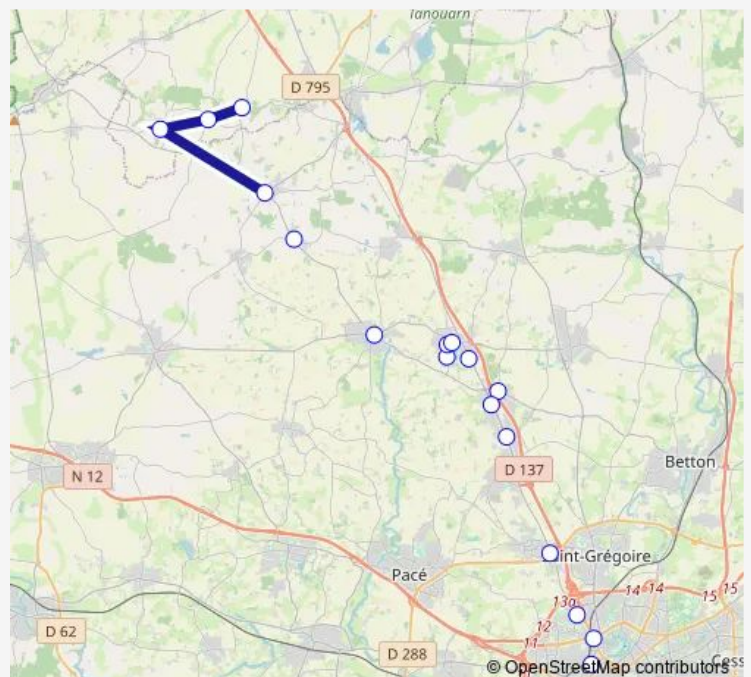 Tanouarn
D 795
N 12
Betton
D 137
Saint-Grégoire
Pacé
13a
14 14
15 15
12
11
D 62
D 288
Cess
© OpenStreetMap contributors